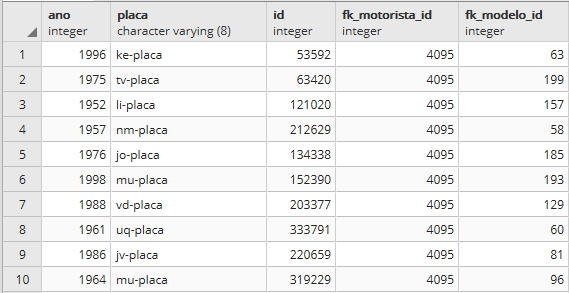 ano placa id fk_motorista_id fk_modelo_id
integer character varying (8) integer integer integer
1 1996 ke-placa 53592 4095 63
2 1975 tv-placa 63420 4095 199
3 1952 li-placa 121020 4095 157
4 1957 nm-placa 212629 4095 58
5 1976 jo-placa 134338 4095 185
6 1998 mu-placa 152390 4095 193
7 1988 vd-placa 203377 4095 129
8 1961 uq-placa 333791 4095 60
9 1986 jv-placa 220659 4095 81
10 1964 mu-placa 319229 4095 96